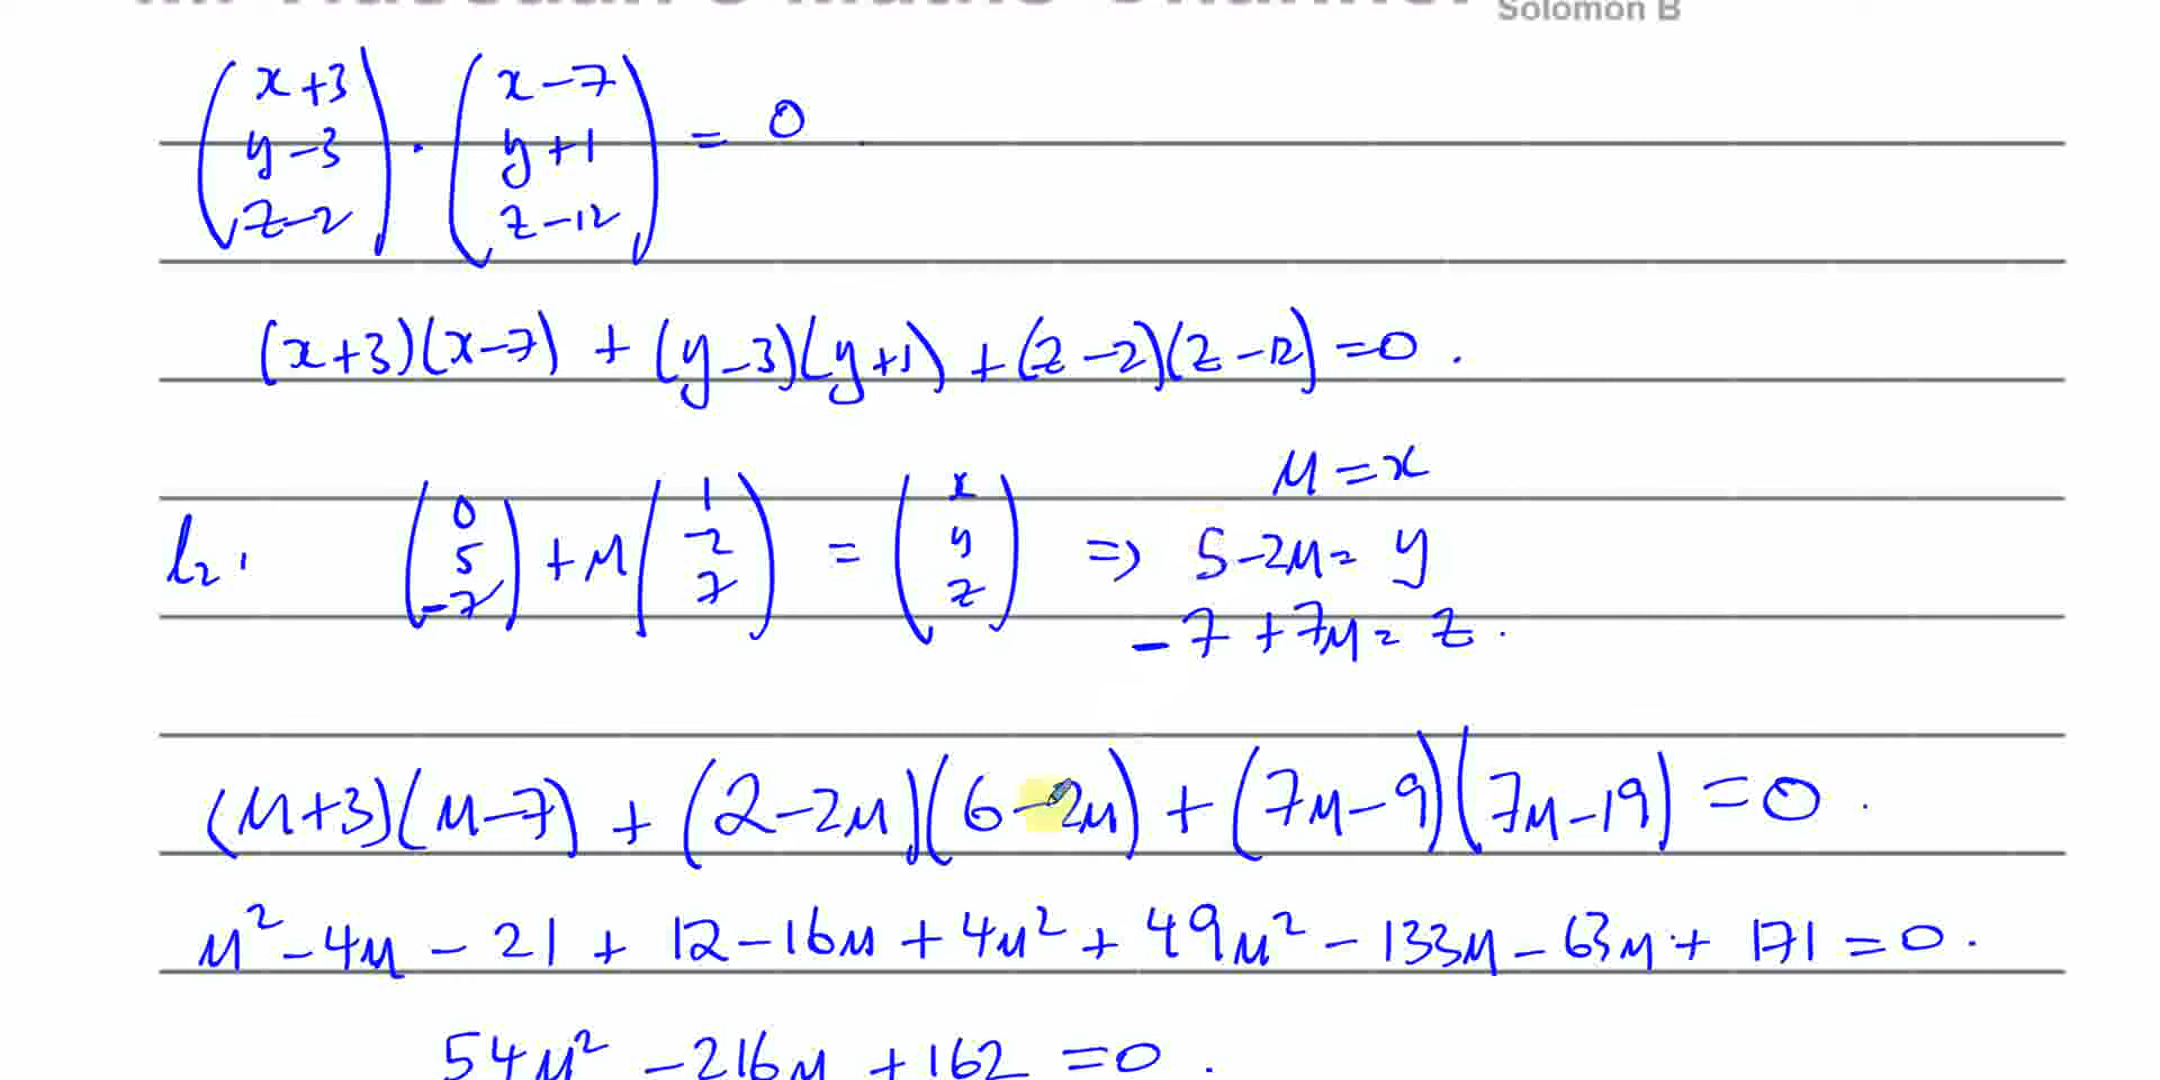 Solomon B
(x+3 y-3 z-2) · (x-7 y+1 z-12) = 0
(x+3)(x-7) + (y-3)(y+1) + (z-2)(z-12) = 0.
μ = x
l₂: (0 5 -7) + μ(1 -2 7) = (x y z) ⇒ 5-2μ = y
-7+7μ = z.
(μ+3)(μ-7) + (2-2μ)(6-2μ) + (7μ-9)(7μ-19) = 0.
μ² - 4μ - 21 + 12 - 16μ + 4μ² + 49μ² - 133μ - 63μ + 171 = 0.
54μ² - 216μ + 162 = 0.